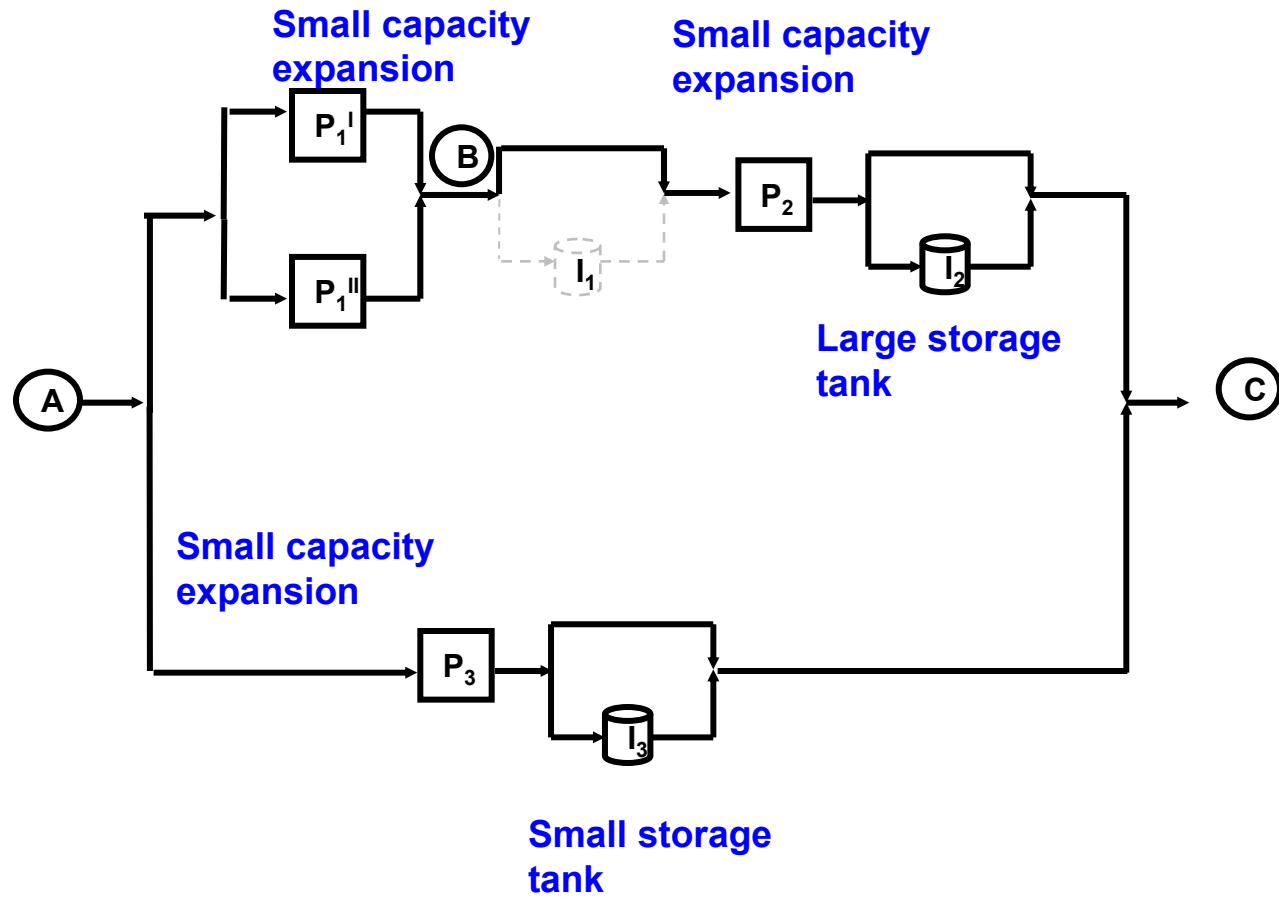 Small capacity
expansion
Small capacity
expansion
P₁ᴵ
B
P₂
P₁ᴵᴵ
I₁
I₂
Large storage
tank
A
C
Small capacity
expansion
P₃
I₃
Small storage
tank